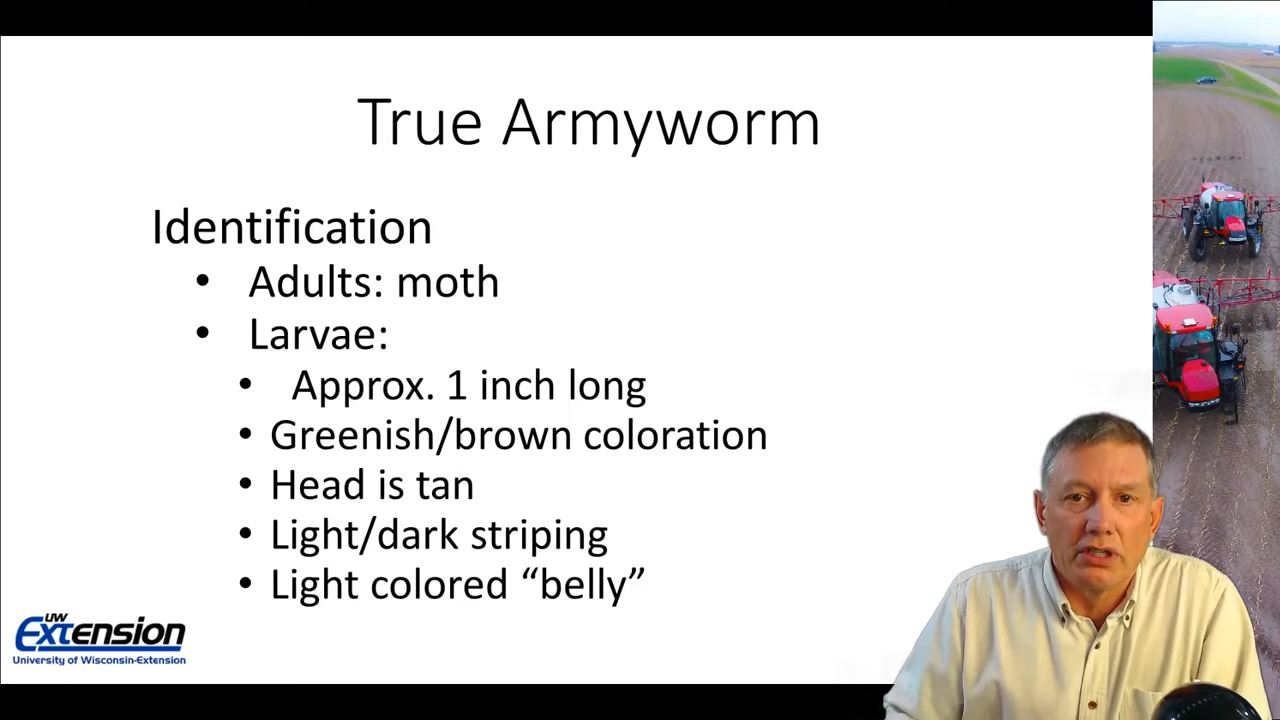 True Armyworm
Identification
• Adults: moth
• Larvae:
• Approx. 1 inch long
• Greenish/brown coloration
• Head is tan
• Light/dark striping
• Light colored “belly”
UW
Extension
University of Wisconsin-Extension